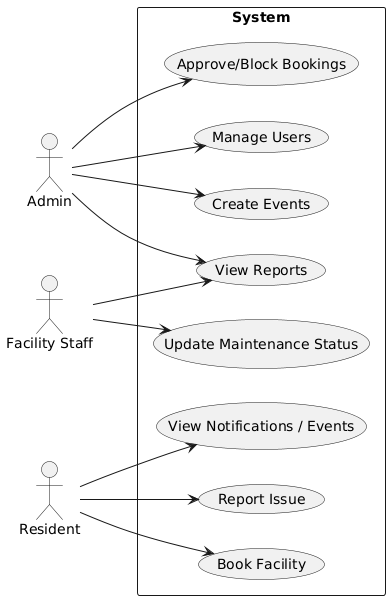 System
Approve/Block Bookings
Manage Users
Admin
Create Events
View Reports
Facility Staff
Update Maintenance Status
View Notifications / Events
Report Issue
Resident
Book Facility